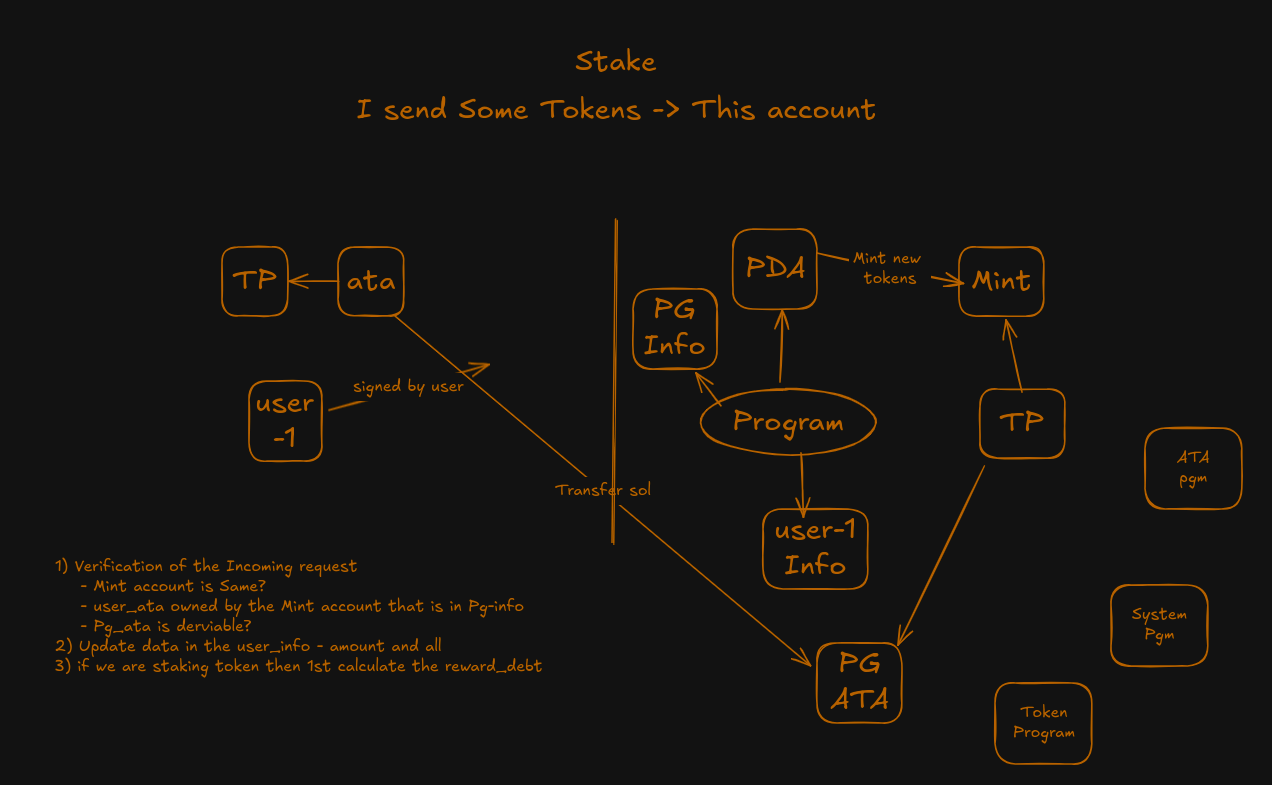 Stake
I send Some Tokens -> This account
TP
ata
user
-1
signed by user
Transfer sol
PG
Info
PDA
Mint new
tokens
Mint
Program
TP
user-1
Info
PG
ATA
ATA
pgm
System
Pgm
Token
Program
1) Verification of the Incoming request
- Mint account is Same?
- user_ata owned by the Mint account that is in Pg-info
- Pg_ata is derviable?
2) Update data in the user_info - amount and all
3) if we are staking token then 1st calculate the reward_debt